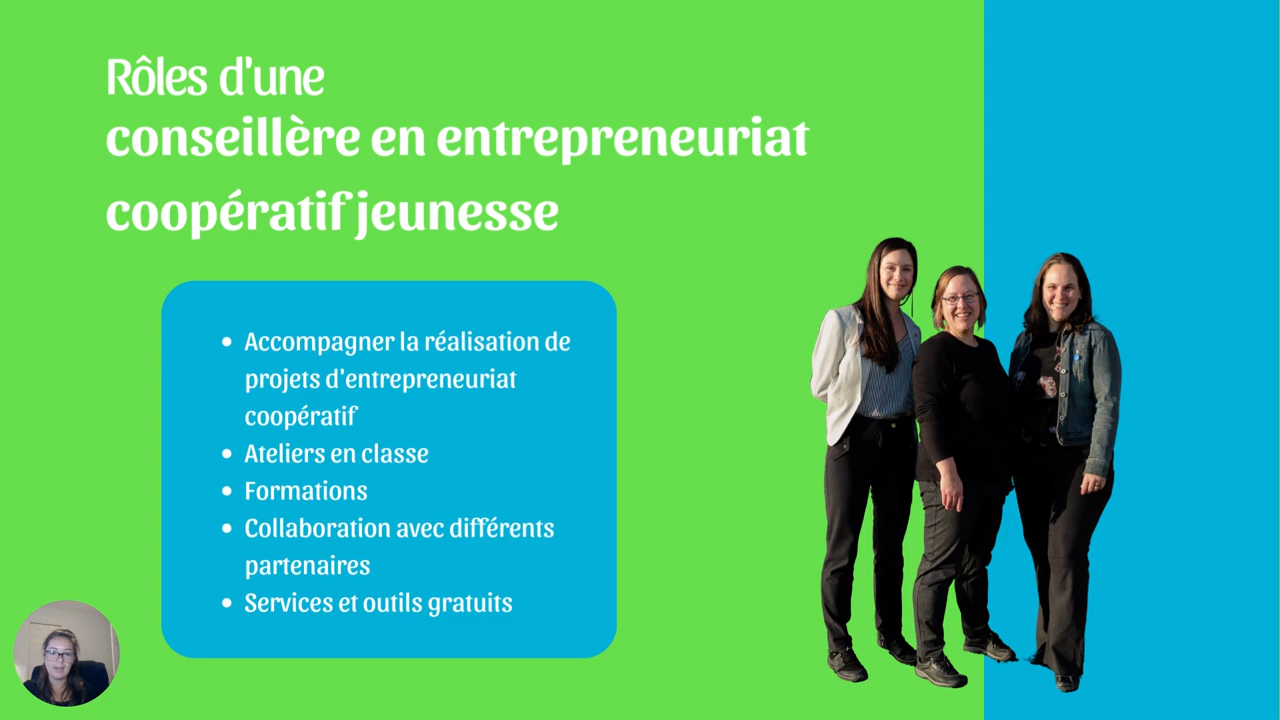 Rôles d'une
conseillère en entrepreneuriat
coopératif jeunesse
• Accompagner la réalisation de
projets d'entrepreneuriat
coopératif
• Ateliers en classe
• Formations
• Collaboration avec différents
partenaires
• Services et outils gratuits